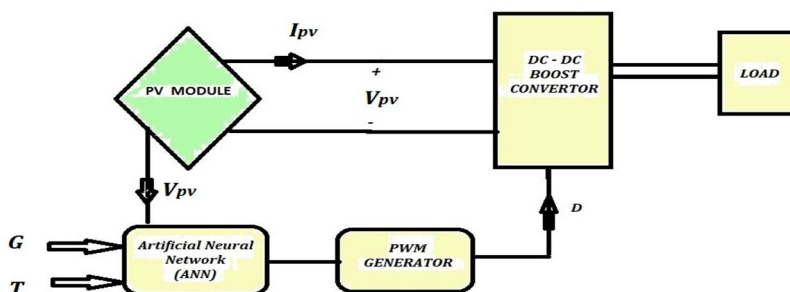 Ipv
PV MODULE
+
Vpv
-
DC - DC
BOOST
CONVERTOR
LOAD
Vpv
D
G
T
Artificial Neural
Network
(ANN)
PWM
GENERATOR